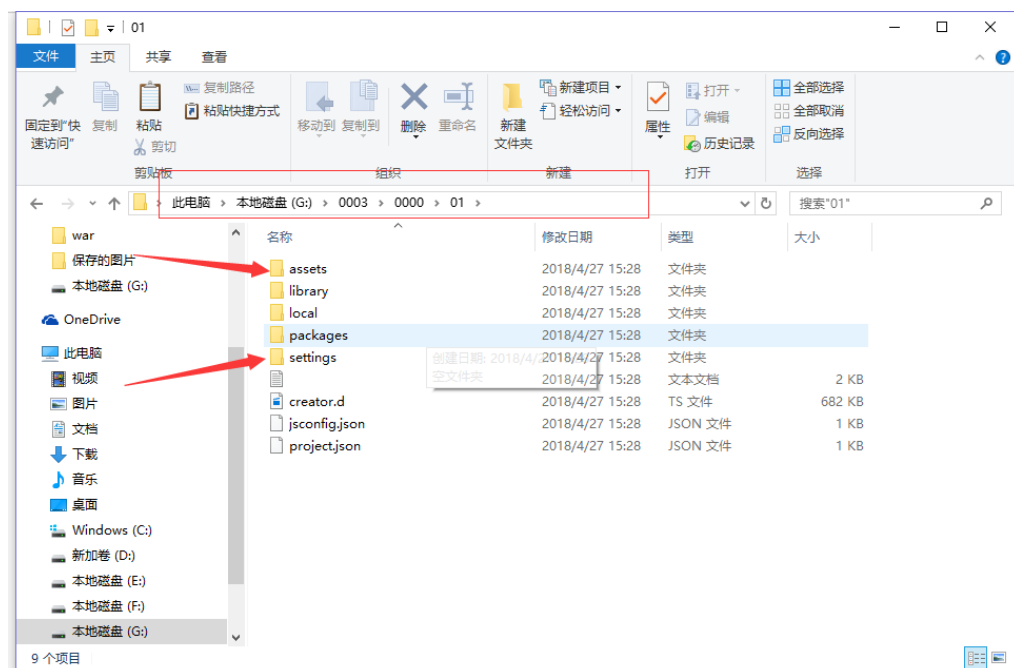 01
文件 主页 共享 查看
固定到"快速访问"
复制
粘贴
复制路径
粘贴快捷方式
剪切
移动到 复制到 删除 重命名
新建文件夹
新建项目
轻松访问
属性
打开
编辑
历史记录
全部选择
全部取消
反向选择
剪贴板 组织 新建 打开 选择
此电脑 > 本地磁盘 (G:) > 0003 > 0000 > 01 >
搜索"01"
war
保存的图片
本地磁盘 (G:)
OneDrive
此电脑
视频
图片
文档
下载
音乐
桌面
Windows (C:)
新加卷 (D:)
本地磁盘 (E:)
本地磁盘 (F:)
本地磁盘 (G:)
名称 修改日期 类型 大小
assets 2018/4/27 15:28 文件夹
library 2018/4/27 15:28 文件夹
local 2018/4/27 15:28 文件夹
packages 2018/4/27 15:28 文件夹
settings 2018/4/27 15:28 文件夹
2018/4/27 15:28 文本文档 2 KB
creator.d 2018/4/27 15:28 TS 文件 682 KB
jsconfig.json 2018/4/27 15:28 JSON 文件 1 KB
project.json 2018/4/27 15:28 JSON 文件 1 KB
创建日期: 2018/4/2
空文件夹
9 个项目